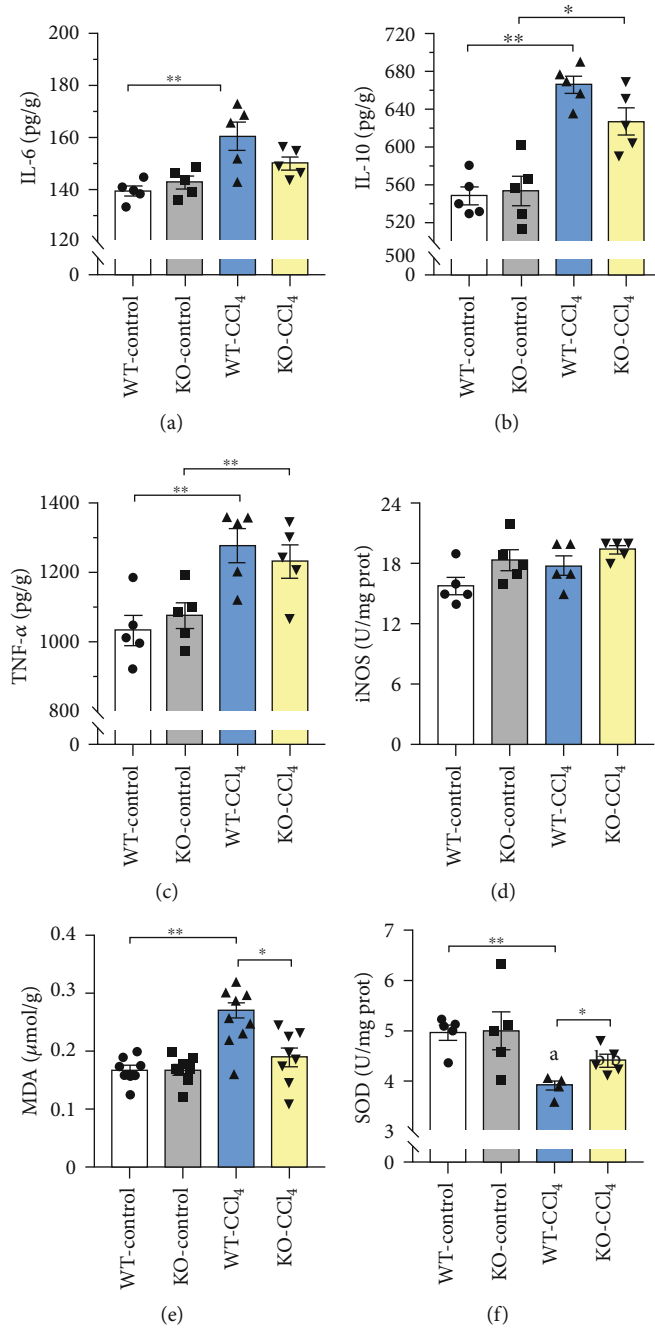 **
IL-6 (pg/g)
200
180
160
140
120
0
WT-control
KO-control
WT-CCl4
KO-CCl4
(a)
*
**
IL-10 (pg/g)
680
640
600
560
520
500
0
WT-control
KO-control
WT-CCl4
KO-CCl4
(b)
**
**
TNF-α (pg/g)
1400
1200
1000
800
0
WT-control
KO-control
WT-CCl4
KO-CCl4
(c)
iNOS (U/mg prot)
24
18
12
6
0
WT-control
KO-control
WT-CCl4
KO-CCl4
(d)
**
*
MDA (μmol/g)
0.4
0.3
0.2
0.1
0
WT-control
KO-control
WT-CCl4
KO-CCl4
(e)
**
*
a
SOD (U/mg prot)
7
6
5
4
3
0
WT-control
KO-control
WT-CCl4
KO-CCl4
(f)